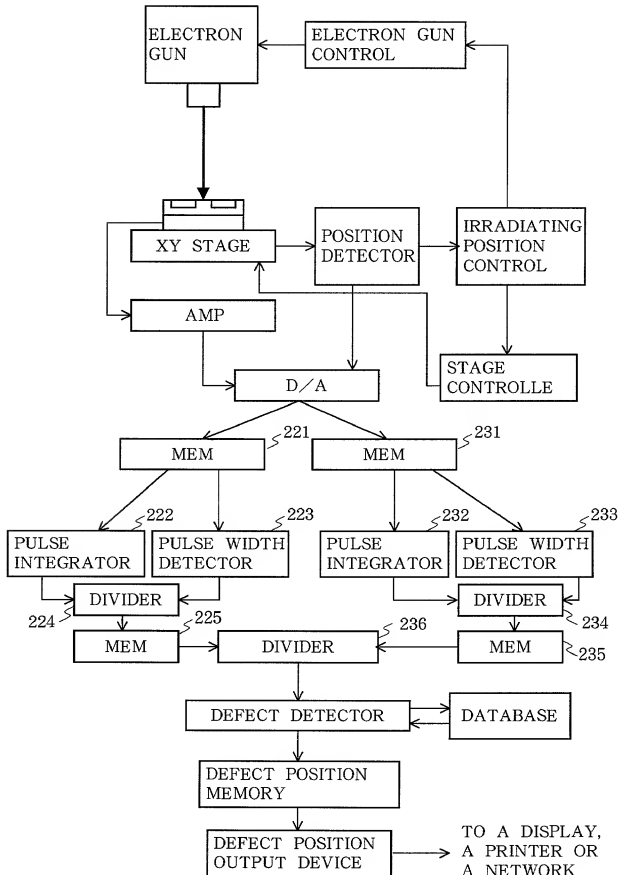 ELECTRON
GUN
ELECTRON GUN
CONTROL
XY STAGE
POSITION
DETECTOR
IRRADIATING
POSITION
CONTROL
AMP
STAGE
CONTROLLE
D/A
MEM
221
MEM
231
222
223
232
233
PULSE
INTEGRATOR
PULSE WIDTH
DETECTOR
PULSE
INTEGRATOR
PULSE WIDTH
DETECTOR
DIVIDER
224
DIVIDER
234
MEM
225
DIVIDER
236
MEM
235
DEFECT DETECTOR
DATABASE
DEFECT POSITION
MEMORY
DEFECT POSITION
OUTPUT DEVICE
TO A DISPLAY,
A PRINTER OR
A NETWORK